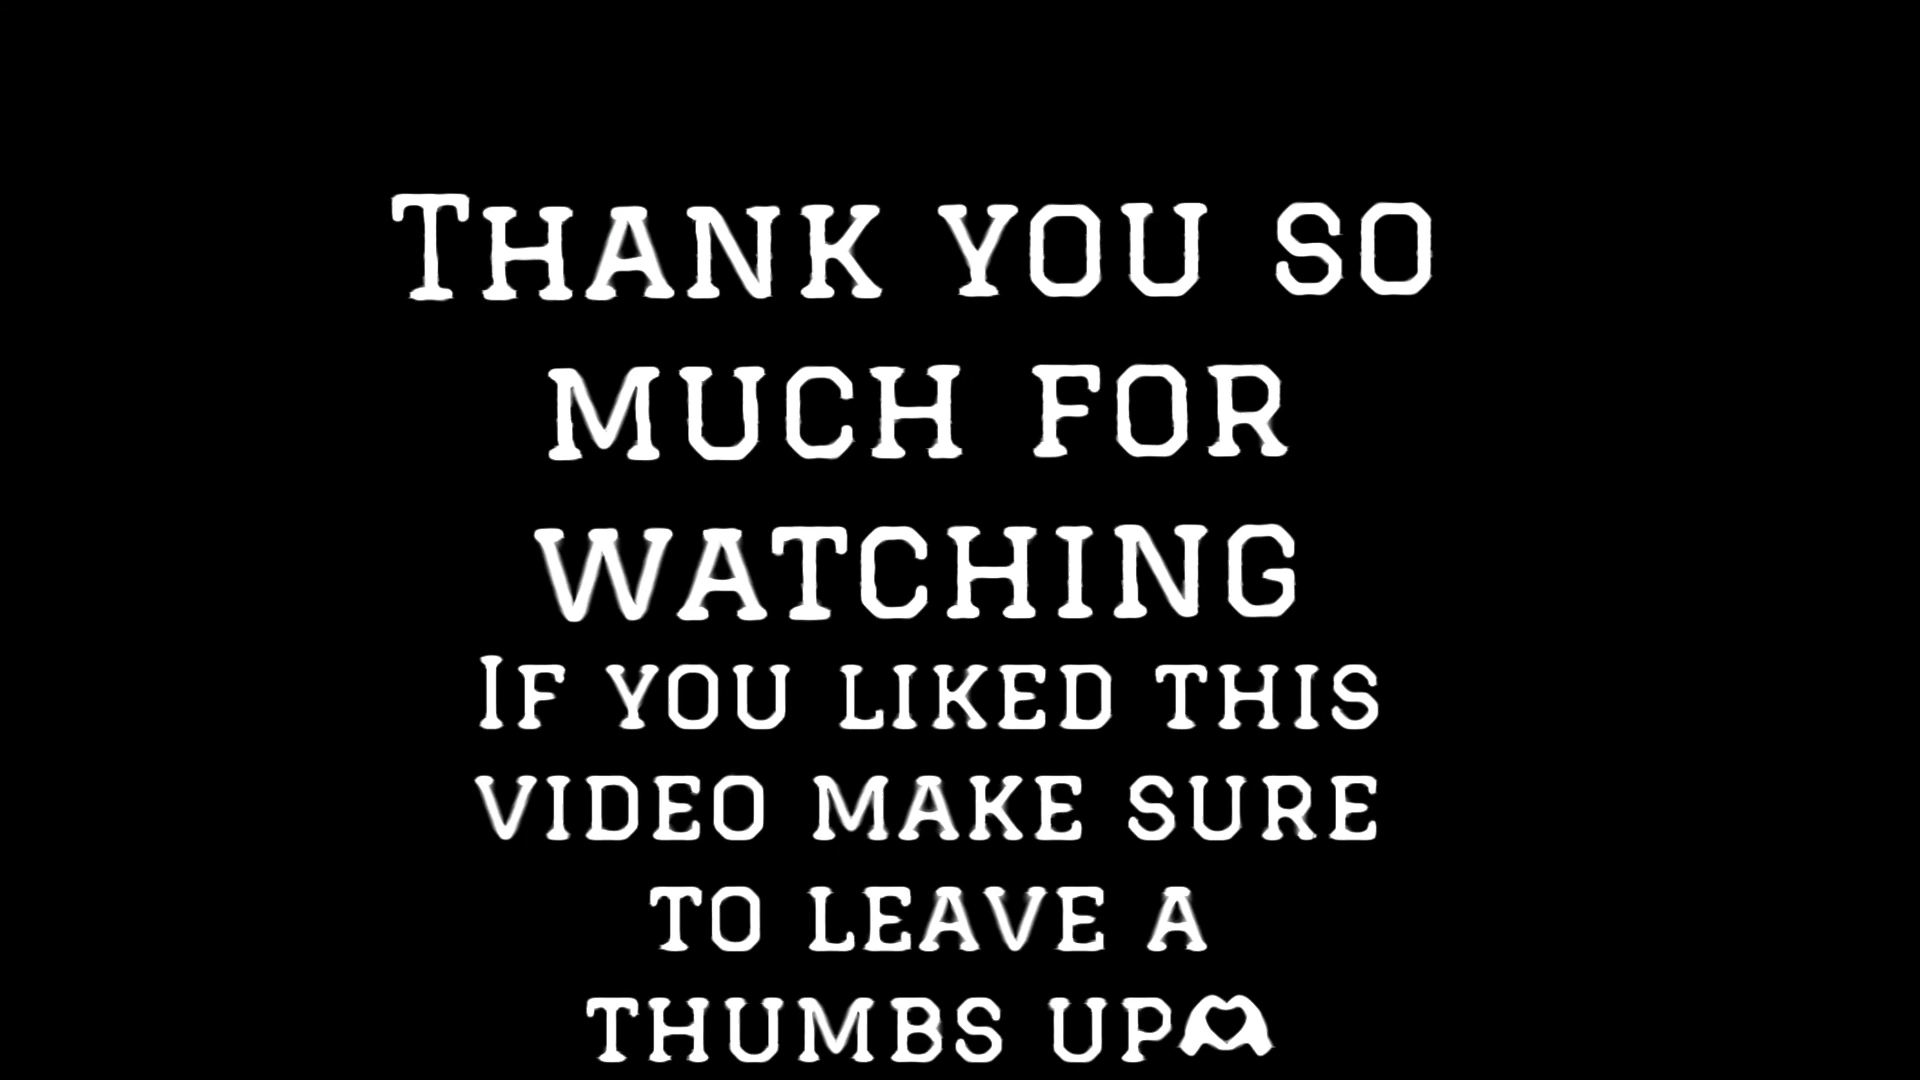 Thank you so
much for
watching
If you liked this
video make sure
to leave a
thumbs up🫶